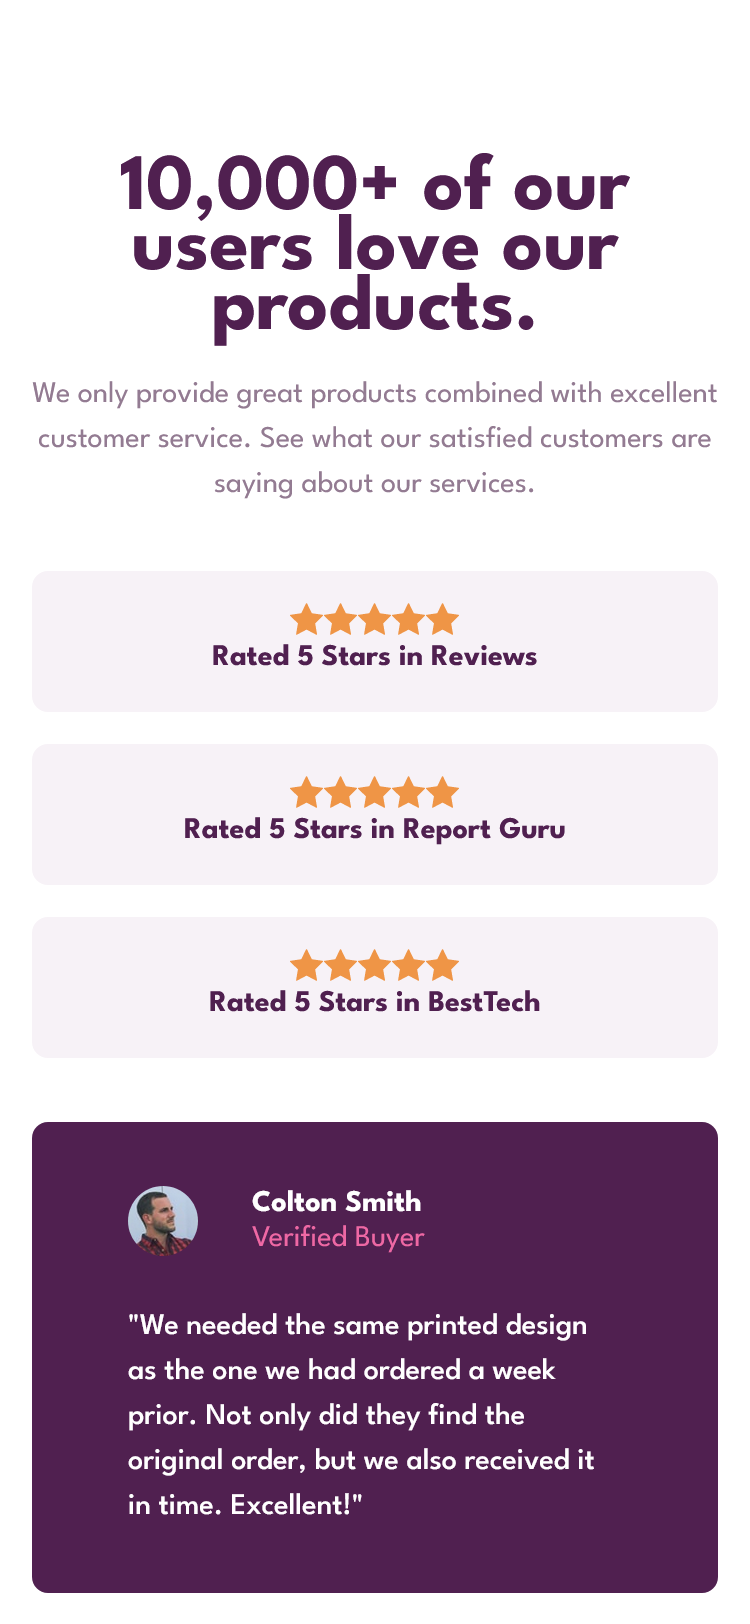 10,000+ of our
users love our
products.
We only provide great products combined with excellent
customer service. See what our satisfied customers are
saying about our services.
Rated 5 Stars in Reviews
Rated 5 Stars in Report Guru
Rated 5 Stars in BestTech
Colton Smith
Verified Buyer
"We needed the same printed design
as the one we had ordered a week
prior. Not only did they find the
original order, but we also received it
in time. Excellent!"